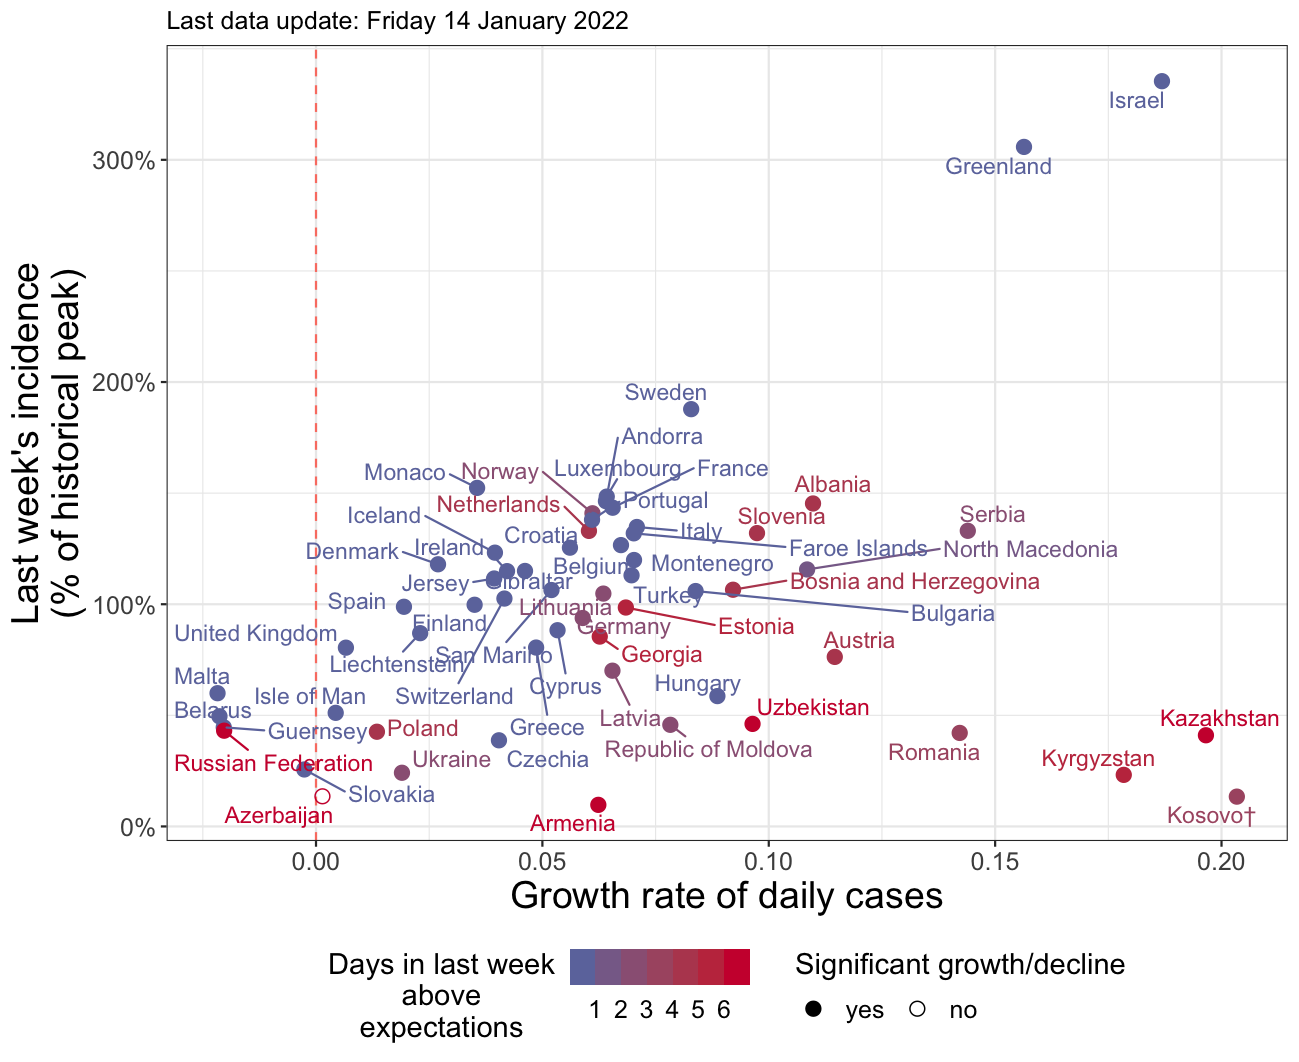 Last data update: Friday 14 January 2022
Last week's incidence
(% of historical peak)
300%
200%
100%
0%
Israel
Greenland
Sweden
Andorra
Monaco
Norway
Luxembourg
France
Netherlands
Portugal
Albania
Iceland
Slovenia
Serbia
Denmark
Ireland
Croatia
Italy
Faroe Islands
North Macedonia
Jersey
Gibraltar
Belgium
Montenegro
Bosnia and Herzegovina
Spain
Lithuania
Turkey
Bulgaria
United Kingdom
Finland
Germany
Estonia
Liechtenstein
San Marino
Georgia
Austria
Malta
Isle of Man
Switzerland
Cyprus
Hungary
Belarus
Guernsey
Poland
Greece
Latvia
Uzbekistan
Kazakhstan
Russian Federation
Ukraine
Czechia
Republic of Moldova
Romania
Kyrgyzstan
Slovakia
Azerbaijan
Armenia
Kosovo†
0.00 0.05 0.10 0.15 0.20
Growth rate of daily cases
Days in last week
above
expectations
1 2 3 4 5 6
Significant growth/decline
yes no